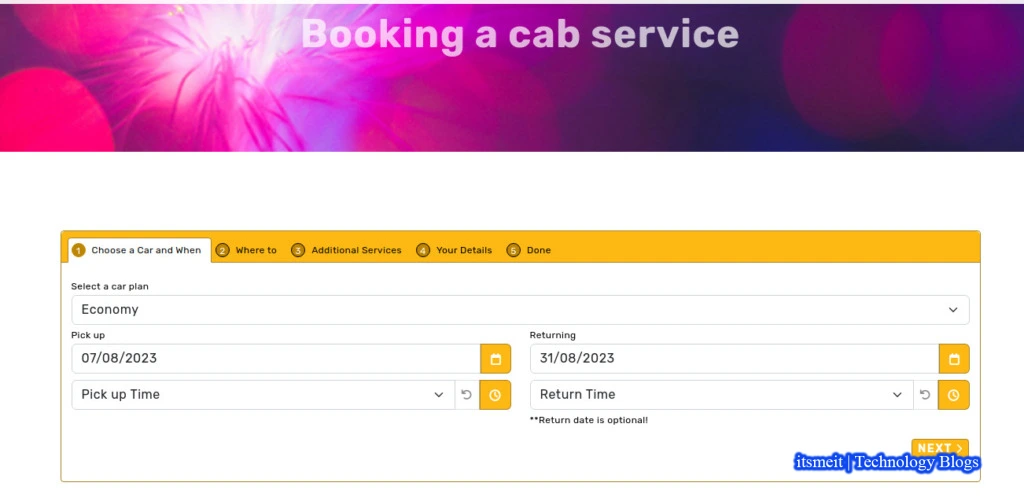 Booking a cab service
1 Choose a Car and When 2 Where to 3 Additional Services 4 Your Details 5 Done
Select a car plan
Economy
Pick up Returning
07/08/2023 31/08/2023
Pick up Time Return Time
**Return date is optional!
NEXT
itsmeit | Technology Blogs